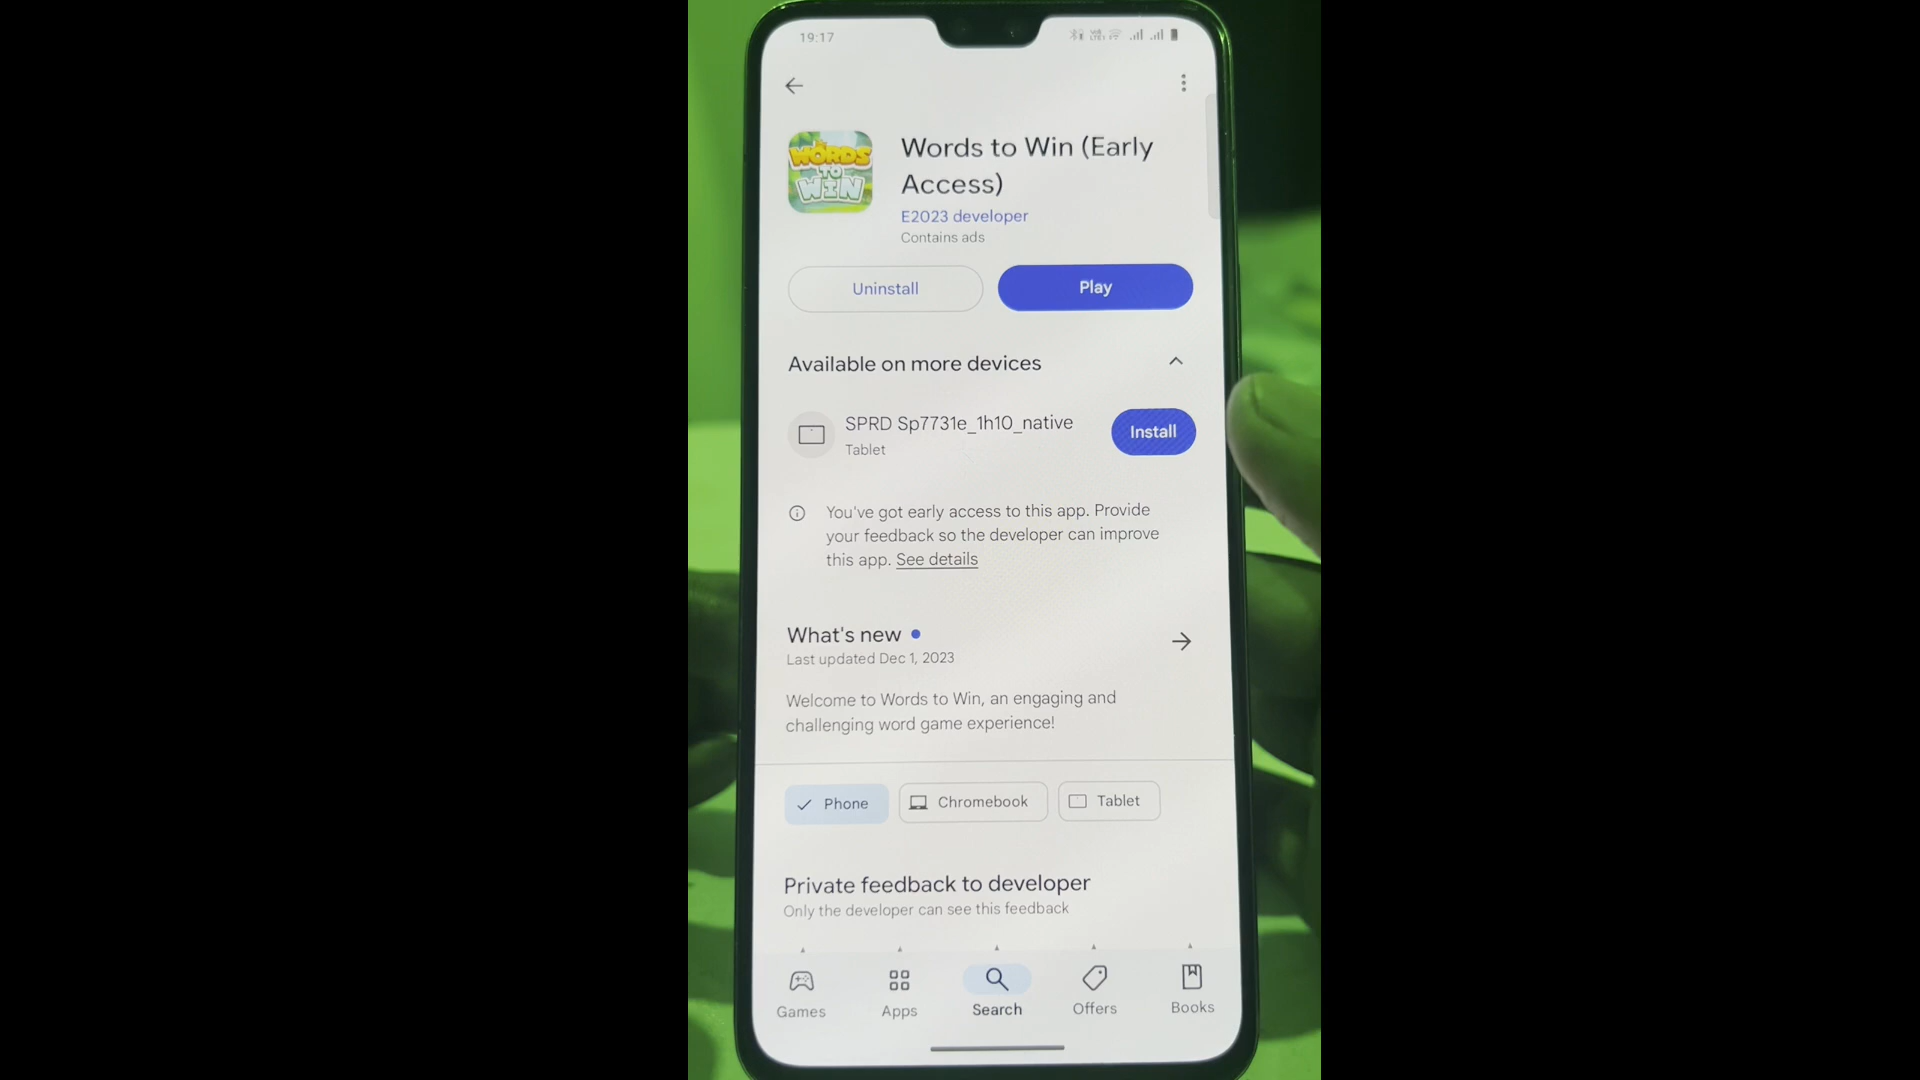 19:17
WORDS
TO
WIN
Words to Win (Early
Access)
E2023 developer
Contains ads
Uninstall
Play
Available on more devices
SPRD Sp7731e_1h10_native
Tablet
Install
You've got early access to this app. Provide
your feedback so the developer can improve
this app. See details
What's new
Last updated Dec 1, 2023
Welcome to Words to Win, an engaging and
challenging word game experience!
Phone
Chromebook
Tablet
Private feedback to developer
Only the developer can see this feedback
Games
Apps
Search
Offers
Books